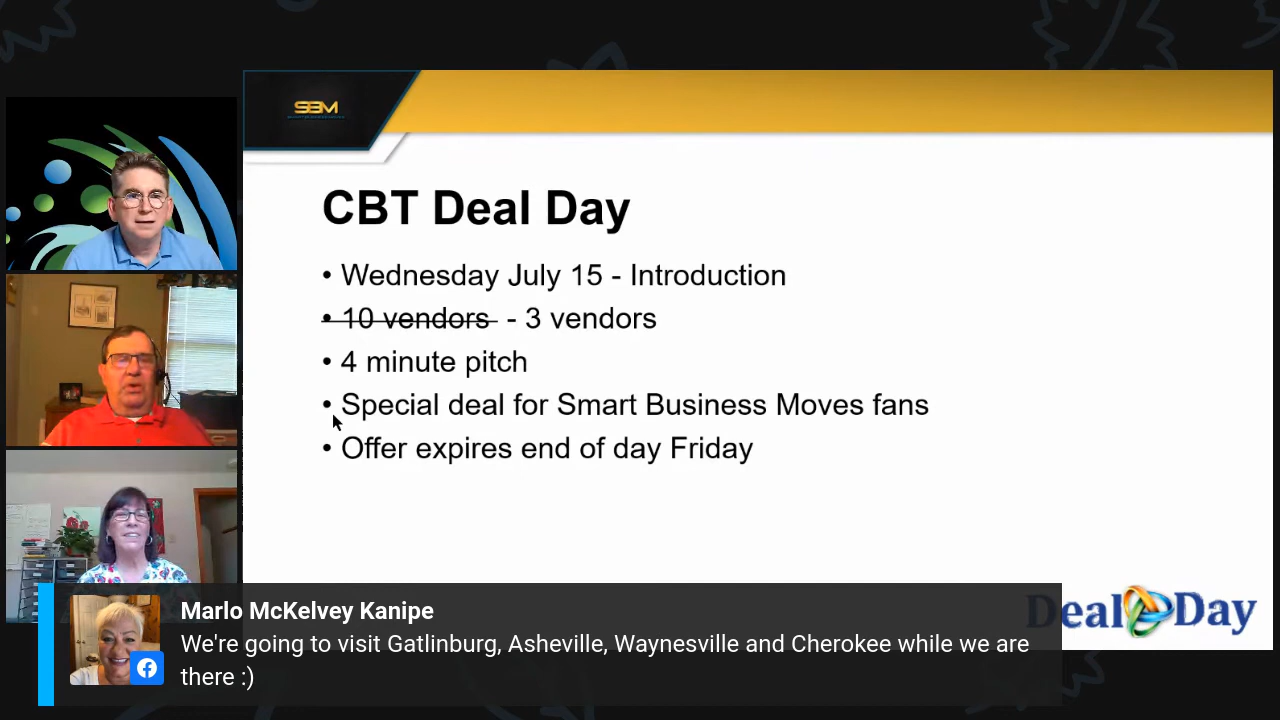 SBM
CBT Deal Day
• Wednesday July 15 - Introduction
• 10 vendors - 3 vendors
• 4 minute pitch
• Special deal for Smart Business Moves fans
• Offer expires end of day Friday
Deal Day
Marlo McKelvey Kanipe
We're going to visit Gatlinburg, Asheville, Waynesville and Cherokee while we are
there :)